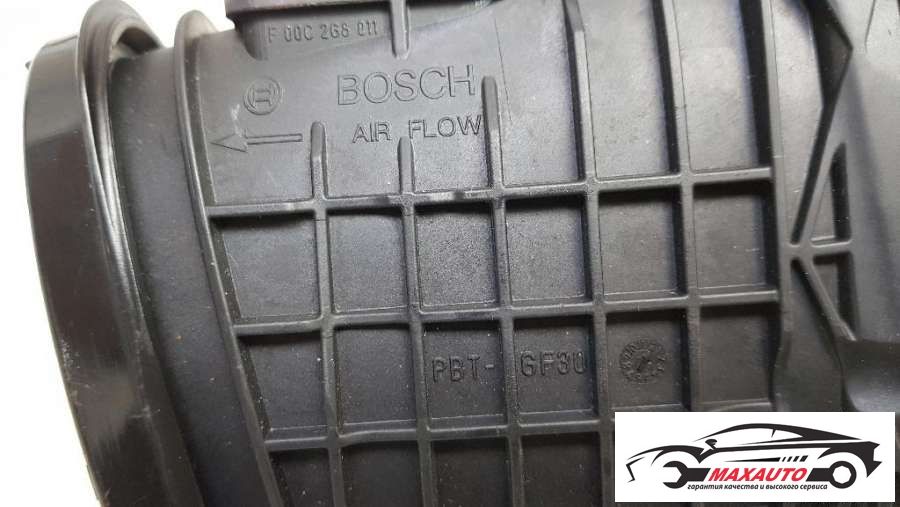 F 00C 2G8 011
BOSCH
AIR FLOW
PBT- GF30
MAXAUTO
гарантия качества и высокого сервиса